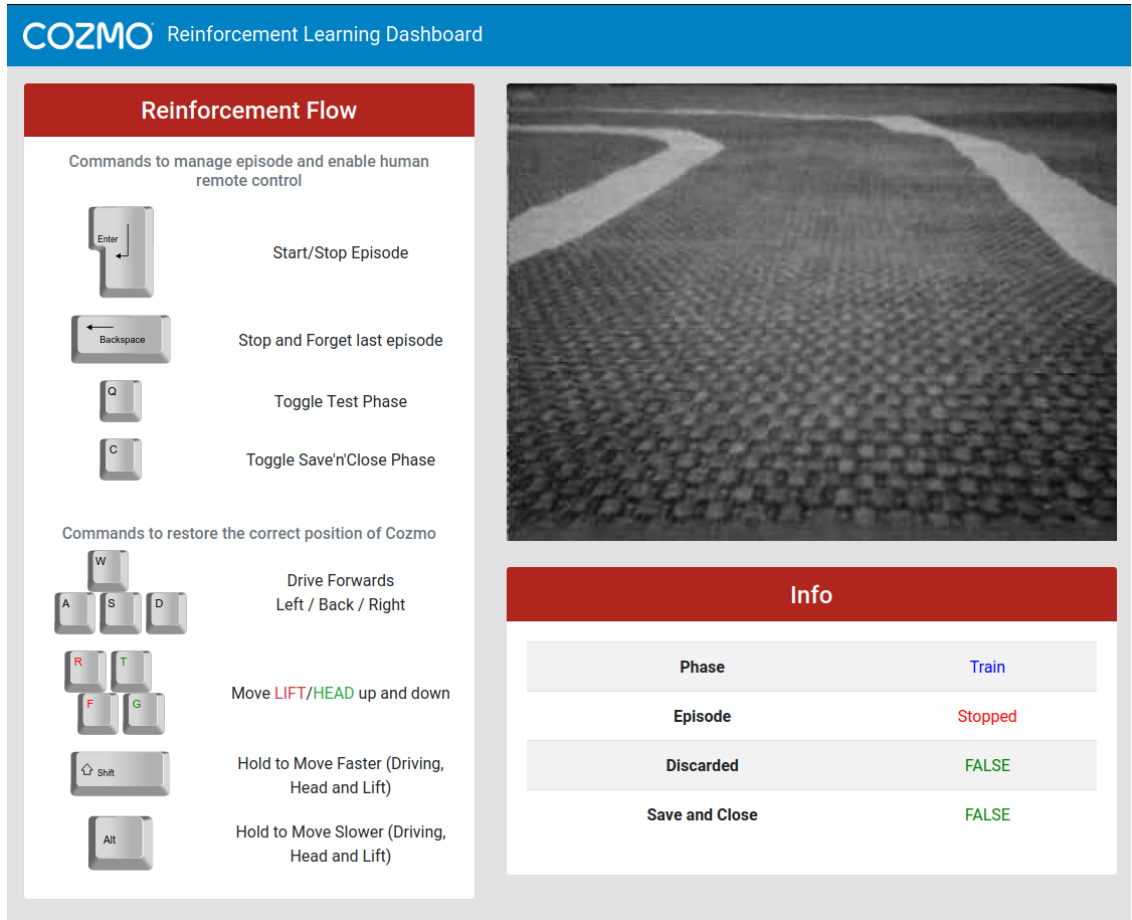 COZMO Reinforcement Learning Dashboard
Reinforcement Flow
Commands to manage episode and enable human
remote control
Enter
Start/Stop Episode
Backspace
Stop and Forget last episode
Q
Toggle Test Phase
C
Toggle Save'n'Close Phase
Commands to restore the correct position of Cozmo
W
A S D
Drive Forwards
Left / Back / Right
R T
F G
Move LIFT/HEAD up and down
Shift
Hold to Move Faster (Driving,
Head and Lift)
Alt
Hold to Move Slower (Driving,
Head and Lift)
Info
Phase Train
Episode Stopped
Discarded FALSE
Save and Close FALSE